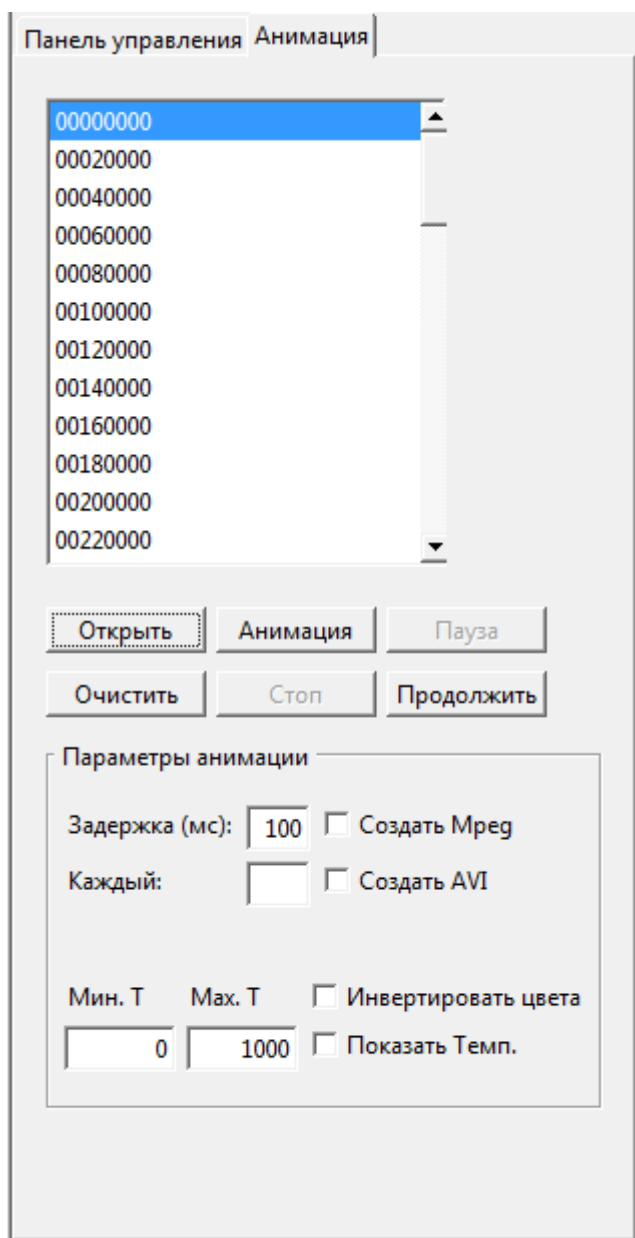 Панель управления Анимация
00000000
00020000
00040000
00060000
00080000
00100000
00120000
00140000
00160000
00180000
00200000
00220000
Открыть Анимация Пауза
Очистить Стоп Продолжить
Параметры анимации
Задержка (мс): 100 Создать Mpeg
Каждый: Создать AVI
Мин. T Мах. T Инвертировать цвета
0 1000 Показать Темп.